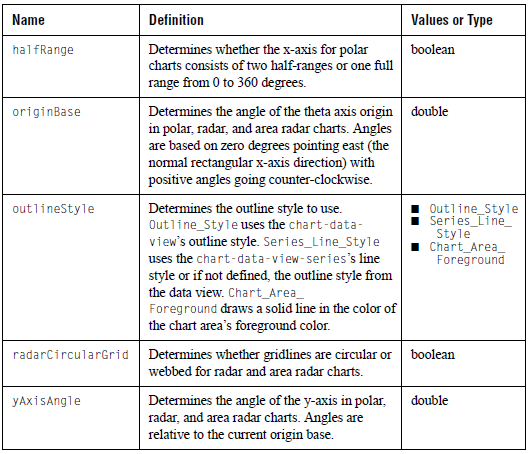 Name Definition Values or Type
halfRange Determines whether the x-axis for polar boolean
charts consists of two half-ranges or one full
range from 0 to 360 degrees.
originBase Determines the angle of the theta axis origin double
in polar, radar, and area radar charts. Angles
are based on zero degrees pointing east (the
normal rectangular x-axis direction) with
positive angles going counter-clockwise.
outlineStyle Determines the outline style to use. ■ Outline_Style
Outline_Style uses the chart-data- ■ Series_Line_
view’s outline style. Series_Line_Style Style
uses the chart-data-view-series’s line ■ Chart_Area_
style or if not defined, the outline style from Foreground
the data view. Chart_Area_
Foreground draws a solid line in the color of
the chart area’s foreground color.
radarCircularGrid Determines whether gridlines are circular or boolean
webbed for radar and area radar charts.
yAxisAngle Determines the angle of the y-axis in polar, double
radar, and area radar charts. Angles are
relative to the current origin base.